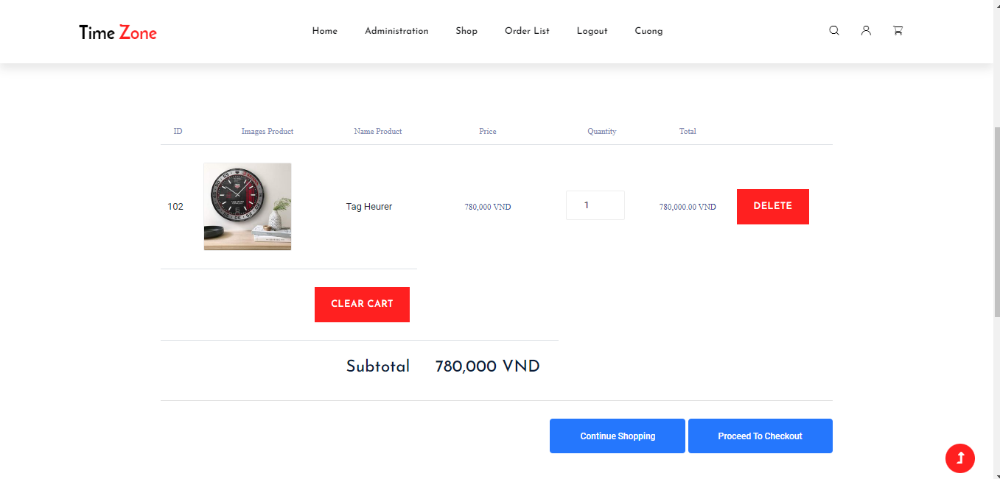 Time Zone
Home Administration Shop Order List Logout Cuong
ID Images Product Name Product Price Quantity Total
102 Tag Heurer 780,000 VND 1 780,000.00 VND DELETE
CLEAR CART
Subtotal 780,000 VND
Continue Shopping Proceed To Checkout